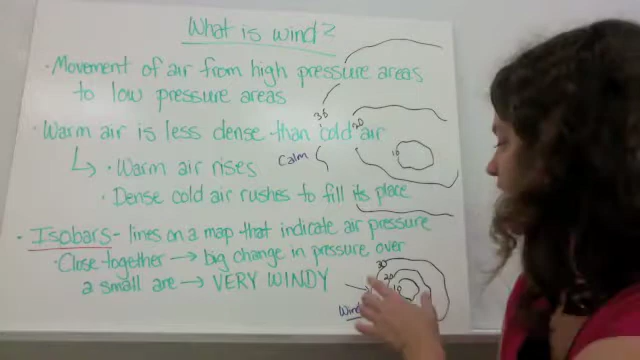 What is wind?
· Movement of air from high pressure areas
to low pressure areas
36
· Warm air is less dense than cold air
20
10
Calm
↳ · Warm air rises
· Dense cold air rushes to fill its place
· Isobars - lines on a map that indicate air pressure
· Close together → big change in pressure over
a small are → VERY WINDY →
30
20
10